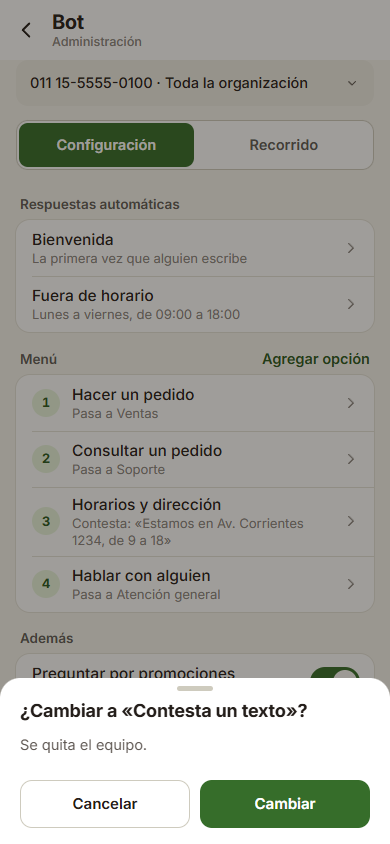 Bot
Administración
011 15-5555-0100 · Toda la organización
Configuración
Recorrido
Respuestas automáticas
Bienvenida
La primera vez que alguien escribe
Fuera de horario
Lunes a viernes, de 09:00 a 18:00
Menú
Agregar opción
1
Hacer un pedido
Pasa a Ventas
2
Consultar un pedido
Pasa a Soporte
3
Horarios y dirección
Contesta: «Estamos en Av. Corrientes
1234, de 9 a 18»
4
Hablar con alguien
Pasa a Atención general
Además
Preguntar por promociones
¿Cambiar a «Contesta un texto»?
Se quita el equipo.
Cancelar
Cambiar